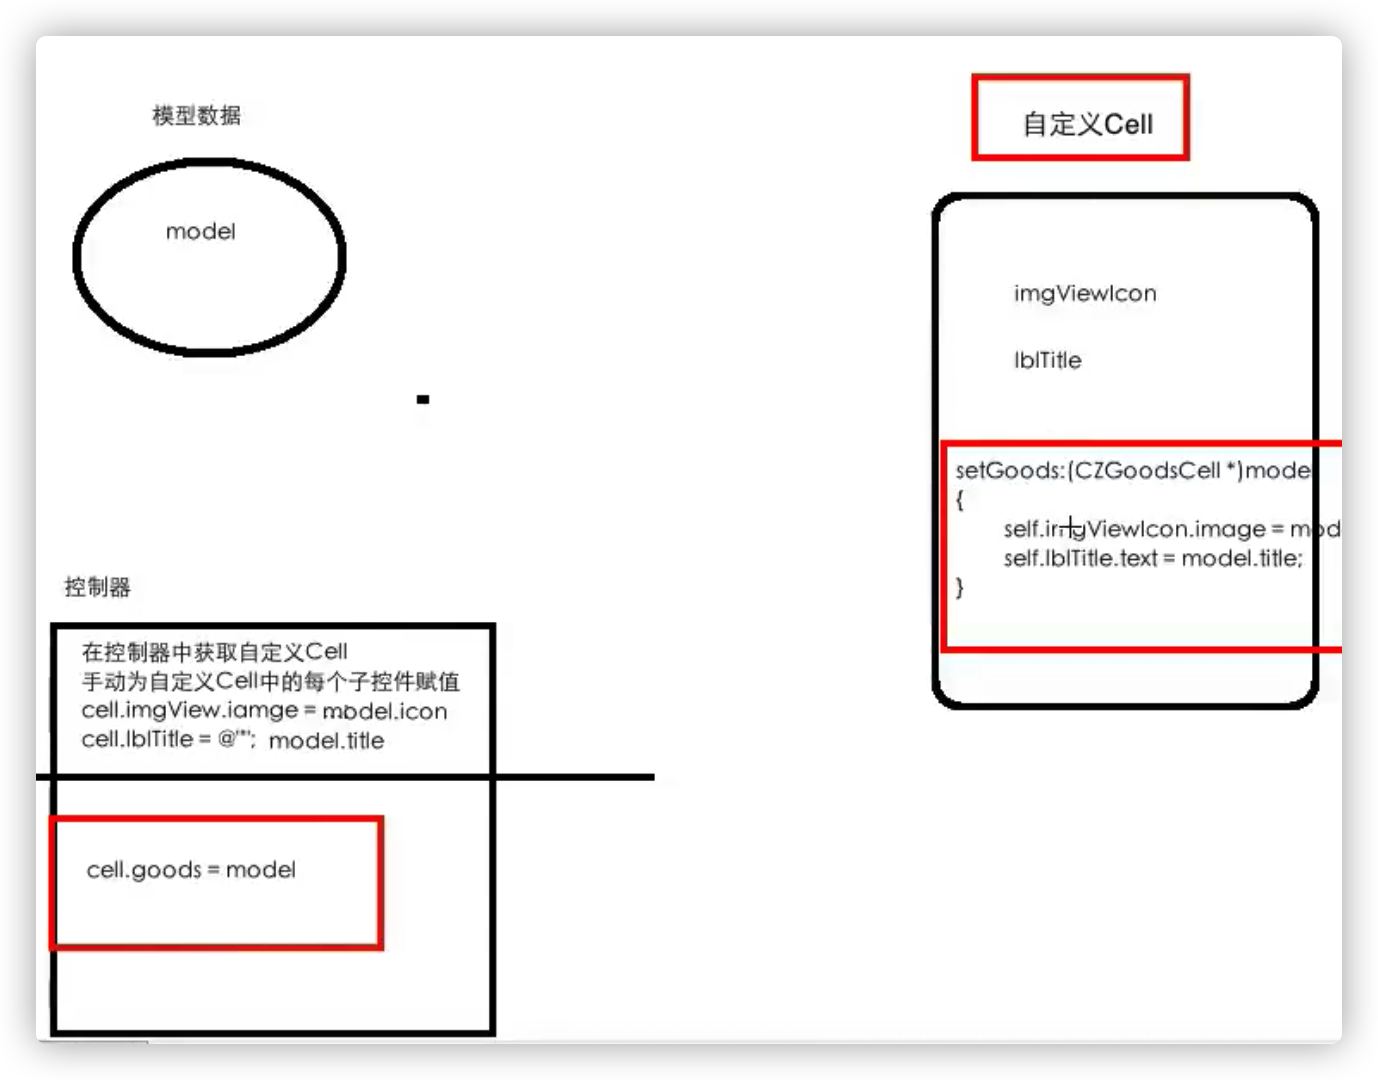 模型数据
model
自定义Cell
imgViewIcon
lblTitle
setGoods:(CZGoodsCell *)mode
{
self.imgViewIcon.image = mod
self.lblTitle.text = model.title;
}
控制器
在控制器中获取自定义Cell
手动为自定义Cell中的每个子控件赋值
cell.imgView.iamge = model.icon
cell.lblTitle = @""; model.title
cell.goods = model